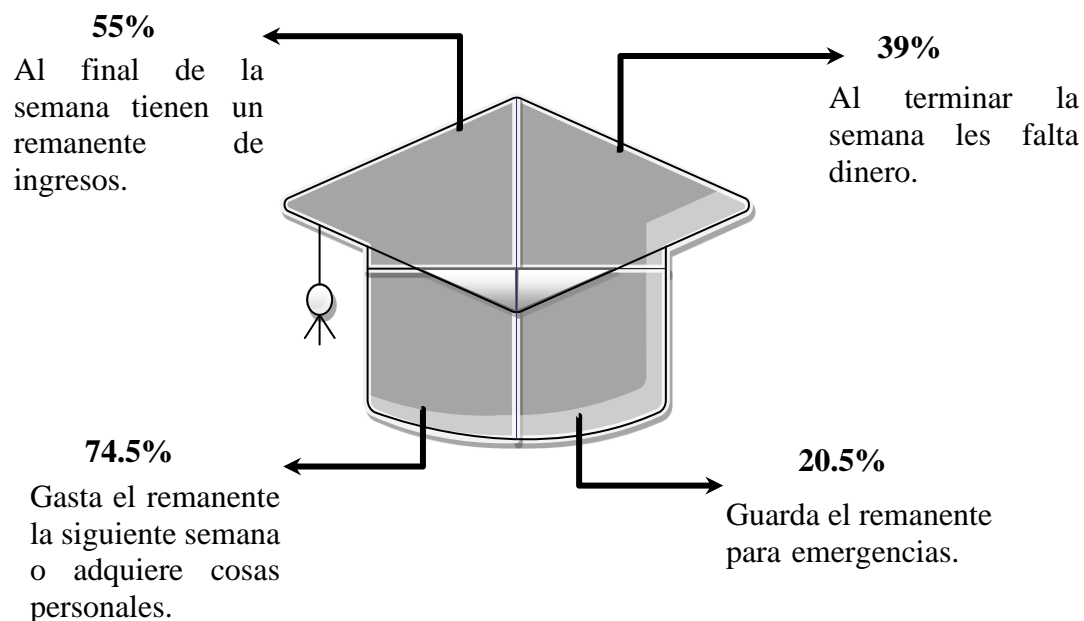 55%
Al final de la
semana tienen un
remanente de
ingresos.
39%
Al terminar la
semana les falta
dinero.
74.5%
Gasta el remanente
la siguiente semana
o adquiere cosas
personales.
20.5%
Guarda el remanente
para emergencias.